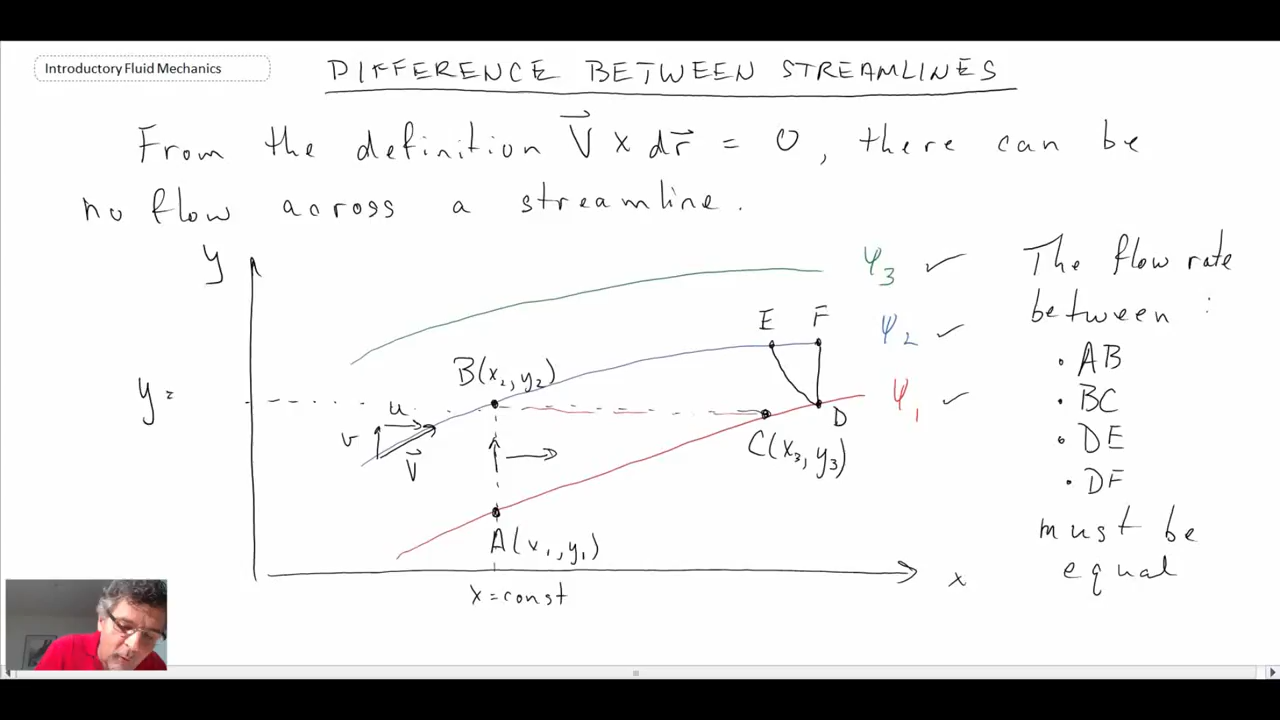 Introductory Fluid Mechanics
DIFFERENCE BETWEEN STREAMLINES
From the definition V⃗ × dr⃗ = 0, there can be
no flow across a streamline.
y
ψ3 ✓
The flow rate
between :
E F
ψ2 ✓
• AB
B(x2, y2)
y =
ψ1 ✓
• BC
u
D
v
V⃗
C(x3, y3)
• DE
• DF
A(x1, y1)
must be
equal
x
x = const